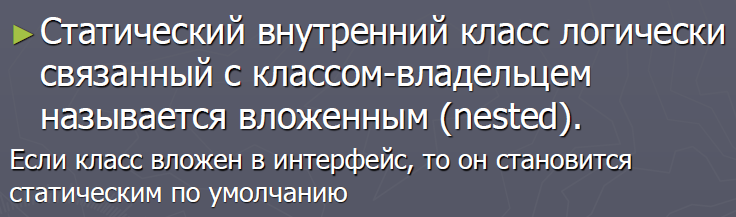 Статический внутренний класс логически
связанный с классом-владельцем
называется вложенным (nested).
Если класс вложен в интерфейс, то он становится
статическим по умолчанию